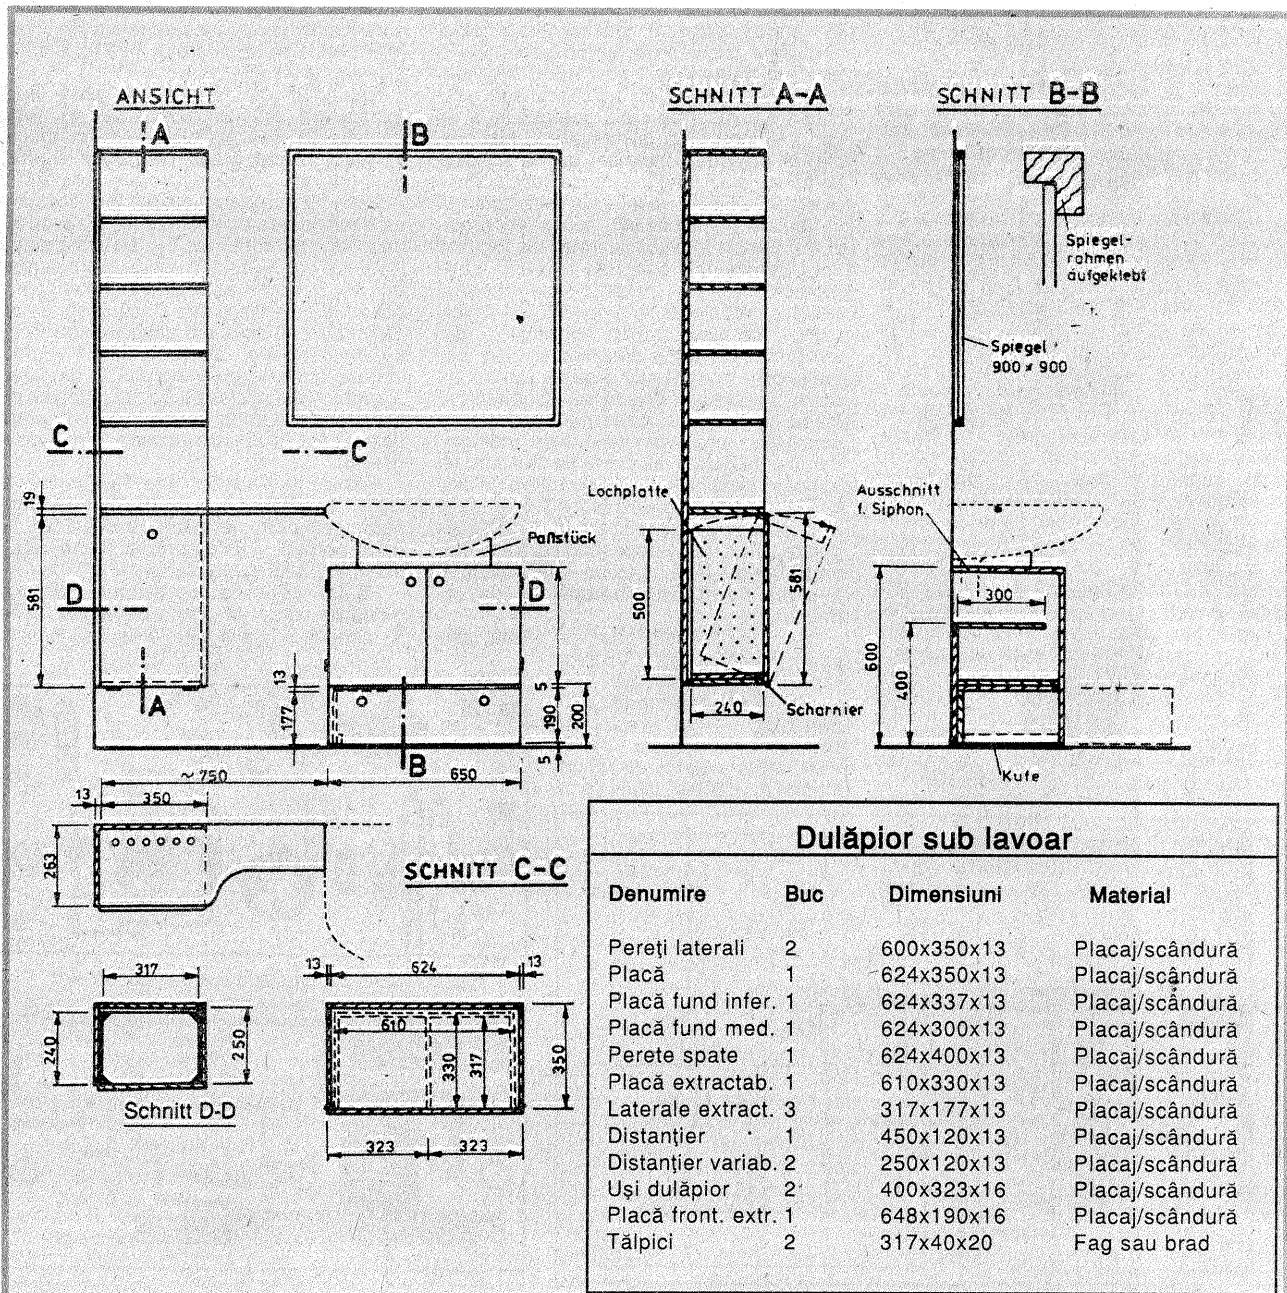 ANSICHT
SCHNITT A-A
SCHNITT B-B
A
B
Spiegel-
rahmen
aufgeklebt
Spiegel
900 x 900
C
C
19
Lochplatte
Ausschnitt
f. Siphon
Paßstück
581
D
D
500
581
300
600
400
13
177
5
190
200
5
A
B
240
Scharnier
Kufe
~750
650
13
350
263
SCHNITT C-C
317
240
250
Schnitt D-D
13
624
13
610
330
317
350
323
323
Dulăpior sub lavoar
Denumire Buc Dimensiuni Material
Pereţi laterali 2 600x350x13 Placaj/scândură
Placă 1 624x350x13 Placaj/scândură
Placă fund infer. 1 624x337x13 Placaj/scândură
Placă fund med. 1 624x300x13 Placaj/scândură
Perete spate 1 624x400x13 Placaj/scândură
Placă extractab. 1 610x330x13 Placaj/scândură
Laterale extract. 3 317x177x13 Placaj/scândură
Distanţier 1 450x120x13 Placaj/scândură
Distanţier variab. 2 250x120x13 Placaj/scândură
Uşi dulăpior 2 400x323x16 Placaj/scândură
Placă front. extr. 1 648x190x16 Placaj/scândură
Tălpici 2 317x40x20 Fag sau brad